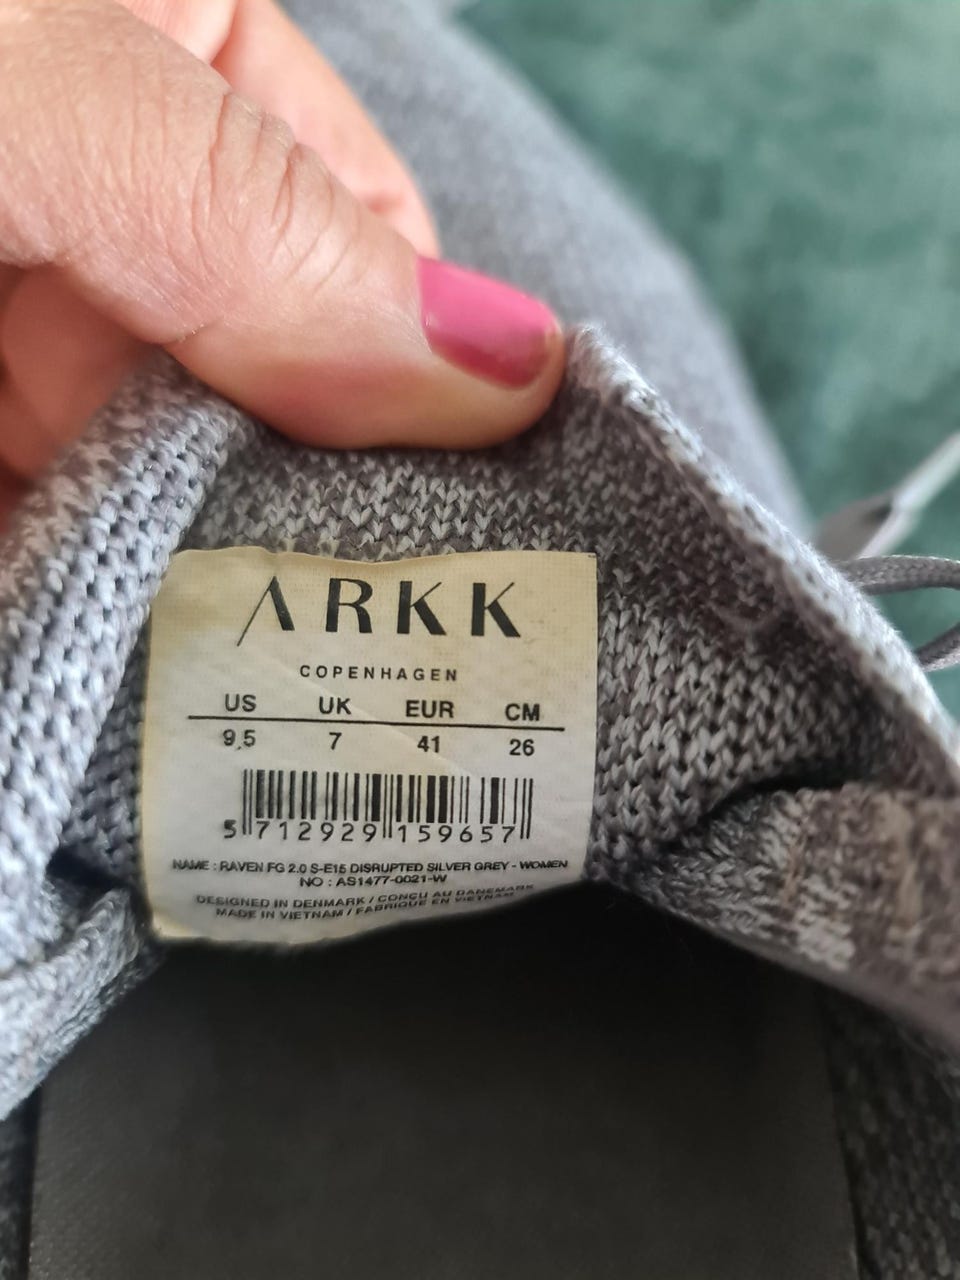 ARKK
COPENHAGEN
US UK EUR CM
9,5 7 41 26
5 712929 159657
NAME : RAVEN FG 2.0 S-E15 DISRUPTED SILVER GREY - WOMEN
NO : AS1477-0021-W
DESIGNED IN DENMARK / CONÇU AU DANEMARK
MADE IN VIETNAM / FABRIQUE EN VIETNAM